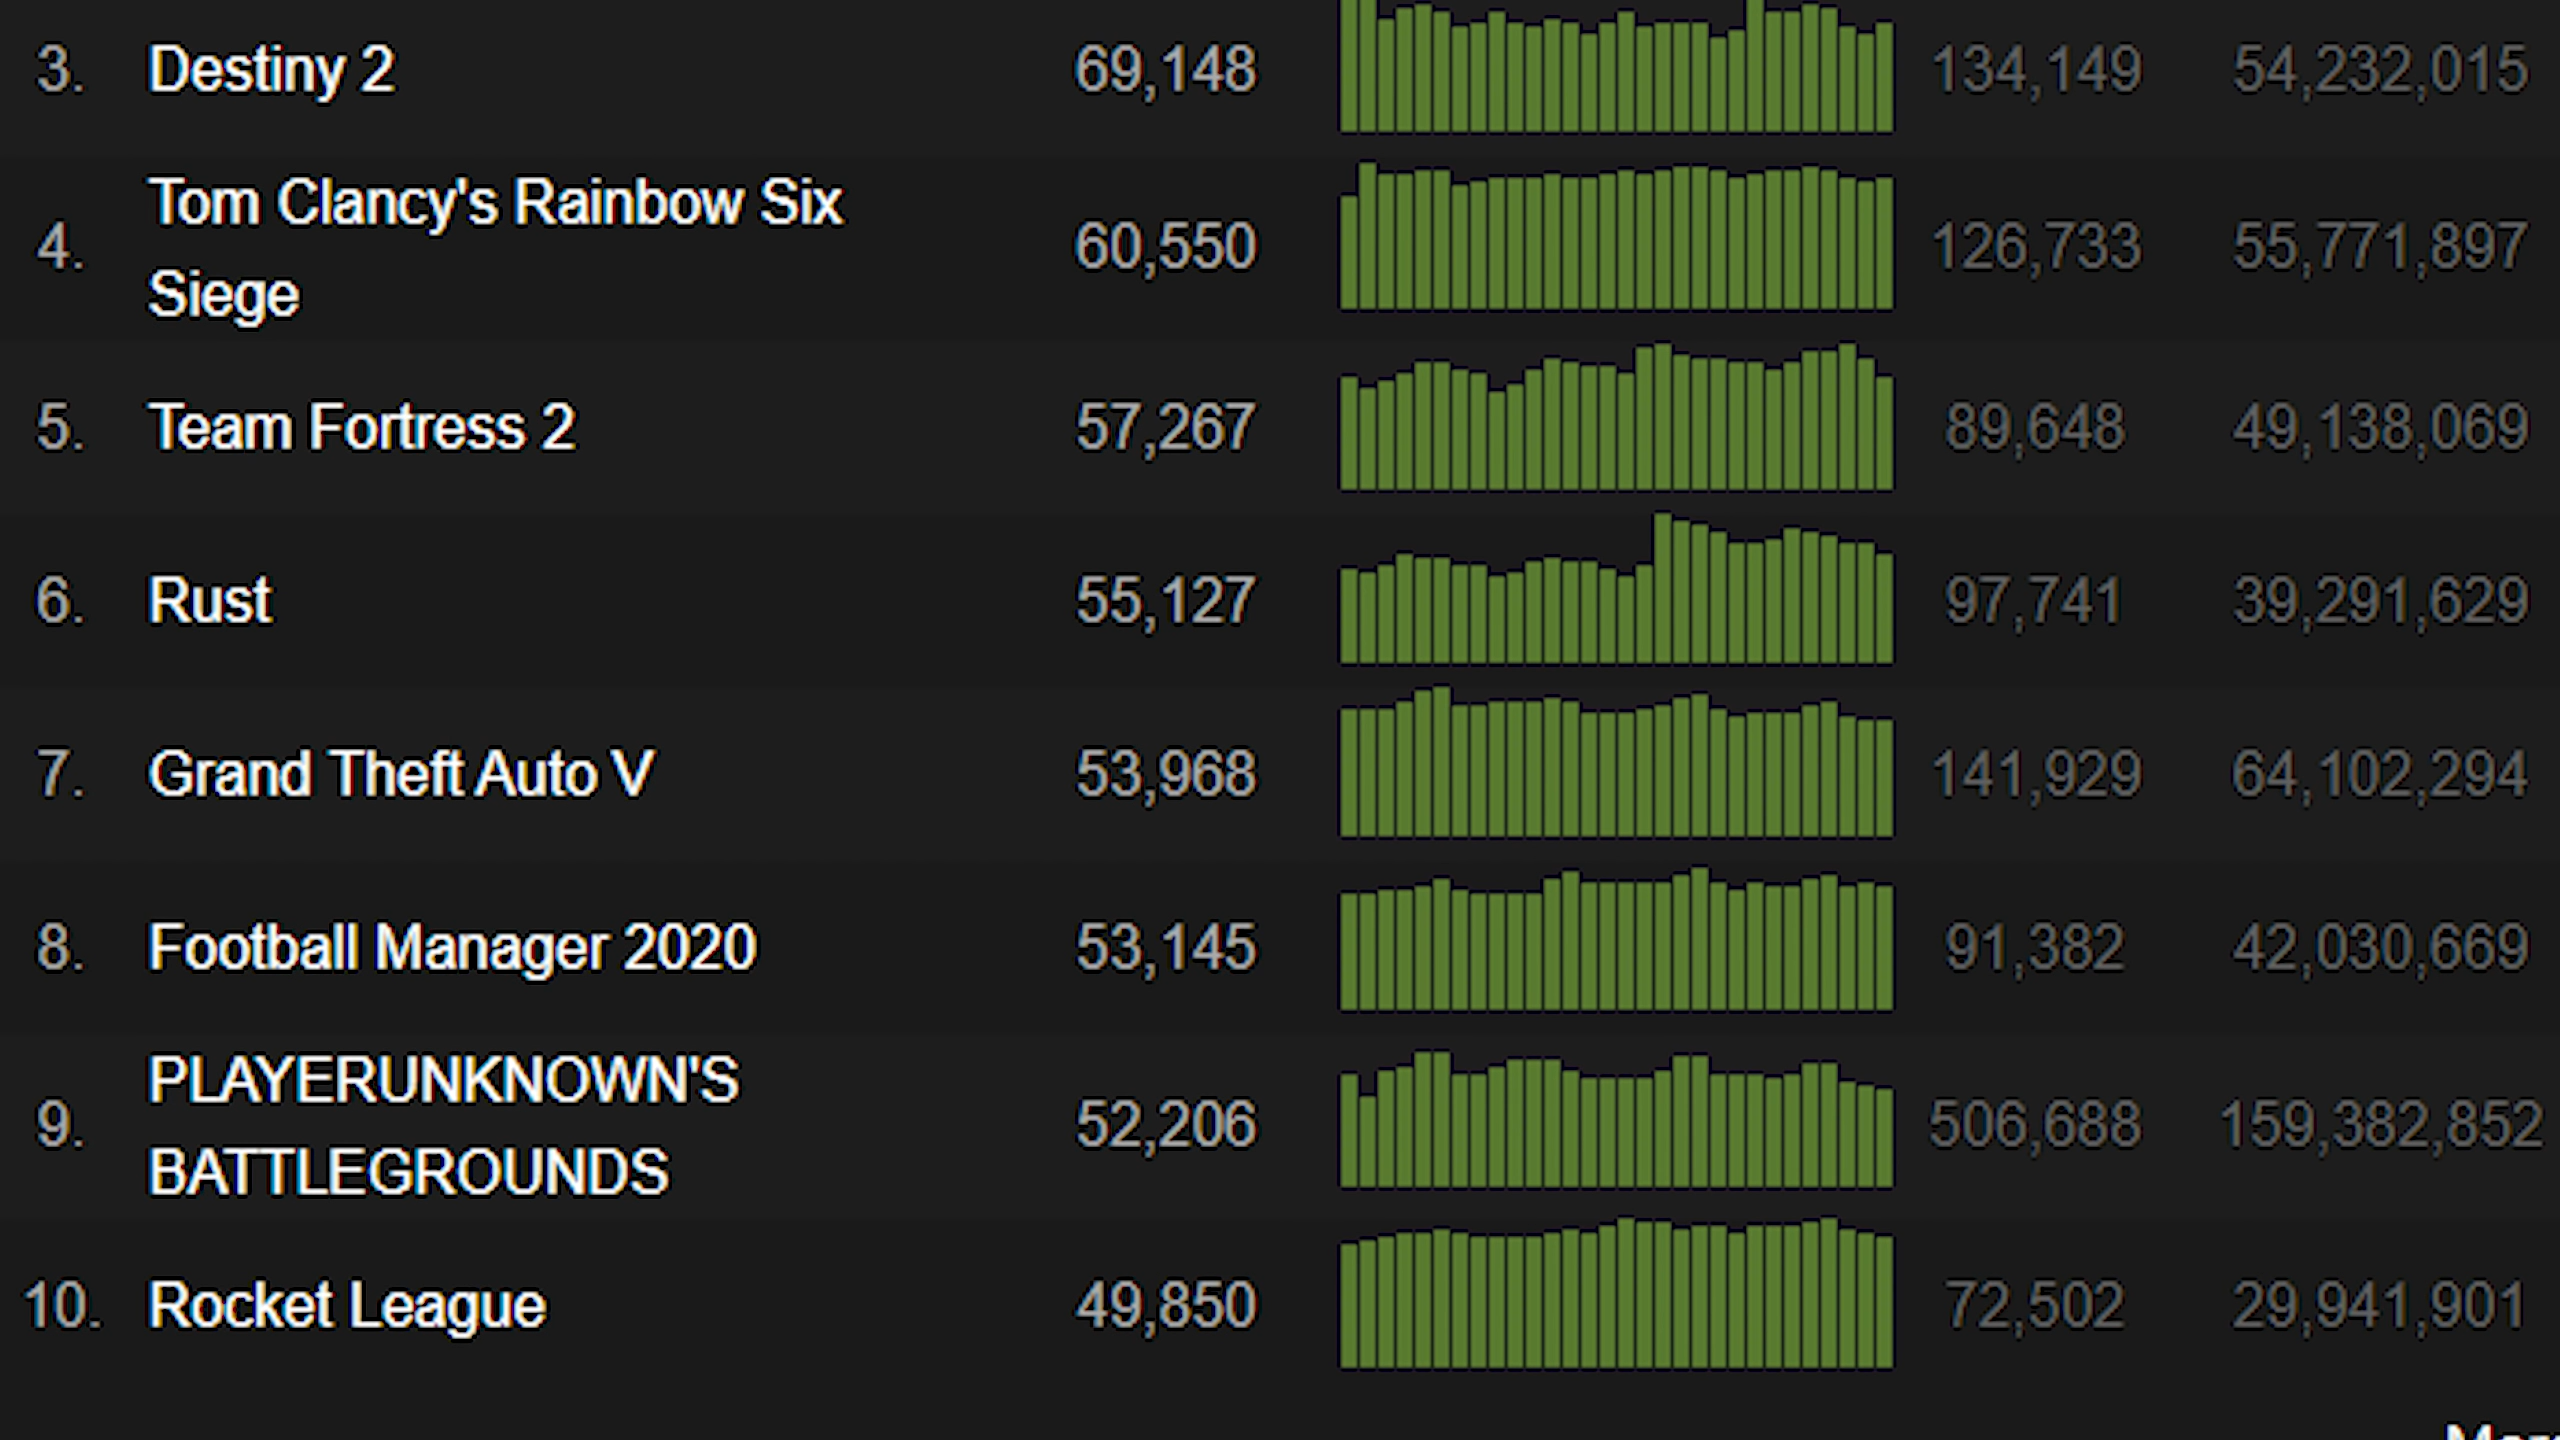 3. Destiny 2 69,148 134,149 54,232,015
Tom Clancy's Rainbow Six
4. 60,550 126,733 55,771,897
Siege
5. Team Fortress 2 57,267 89,648 49,138,069
6. Rust 55,127 97,741 39,291,629
7. Grand Theft Auto V 53,968 141,929 64,102,294
8. Football Manager 2020 53,145 91,382 42,030,669
PLAYERUNKNOWN'S
9. 52,206 506,688 159,382,852
BATTLEGROUNDS
10. Rocket League 49,850 72,502 29,941,901